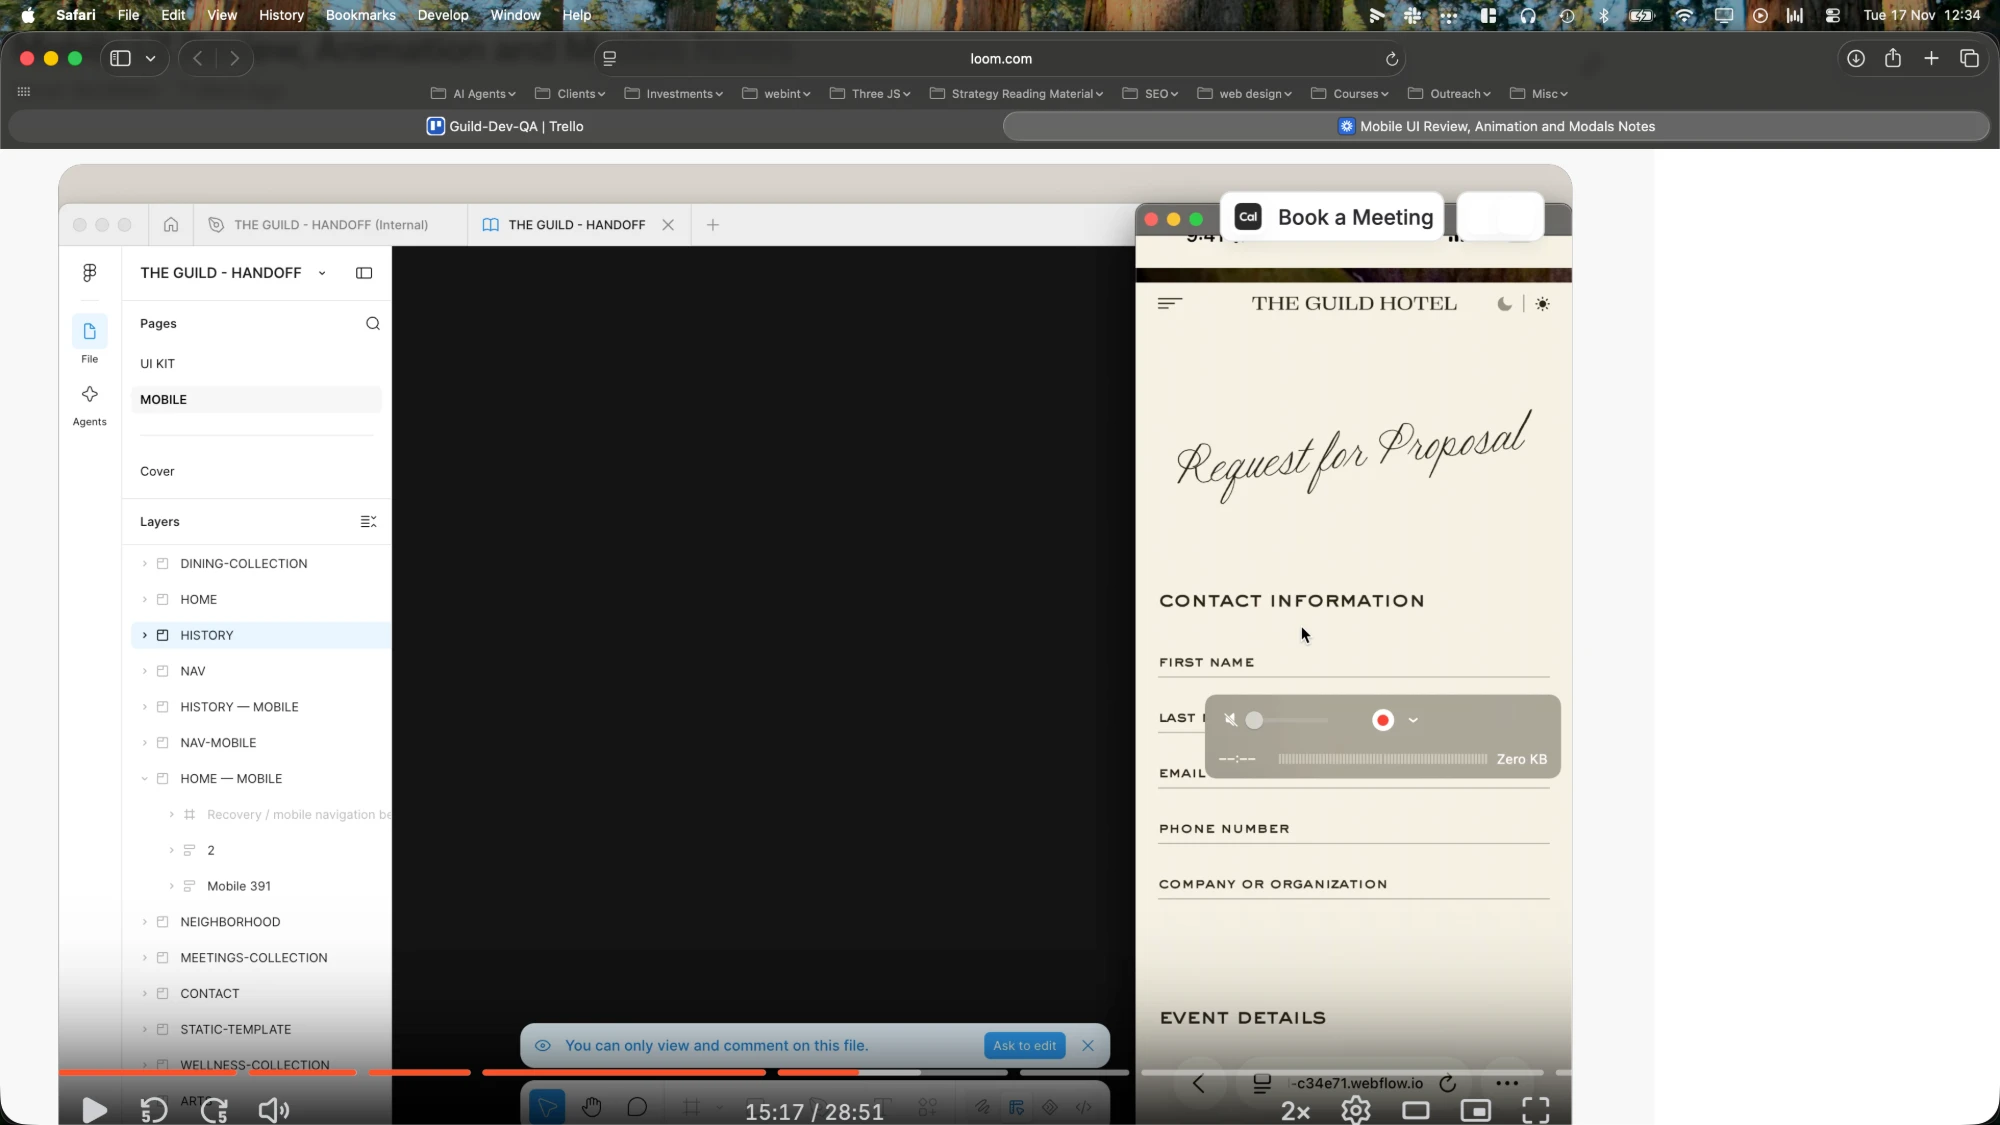 Safari File Edit View History Bookmarks Develop Window Help
Tue 17 Nov 12:34
loom.com
AI Agents
Clients
Investments
webint
Three JS
Strategy Reading Material
SEO
web design
Courses
Outreach
Misc
Guild-Dev-QA | Trello
Mobile UI Review, Animation and Modals Notes
THE GUILD - HANDOFF (Internal)
THE GUILD - HANDOFF
Cal
Book a Meeting
THE GUILD - HANDOFF
Pages
File
UI KIT
MOBILE
Agents
Cover
Layers
DINING-COLLECTION
HOME
HISTORY
NAV
HISTORY — MOBILE
NAV-MOBILE
HOME — MOBILE
Recovery / mobile navigation be
2
Mobile 391
NEIGHBORHOOD
MEETINGS-COLLECTION
CONTACT
STATIC-TEMPLATE
WELLNESS-COLLECTION
9:41
THE GUILD HOTEL
Request for Proposal
CONTACT INFORMATION
FIRST NAME
LAST
--:--
Zero KB
EMAIL
PHONE NUMBER
COMPANY OR ORGANIZATION
EVENT DETAILS
You can only view and comment on this file.
Ask to edit
-c34e71.webflow.io
5
5
15:17 / 28:51
2x